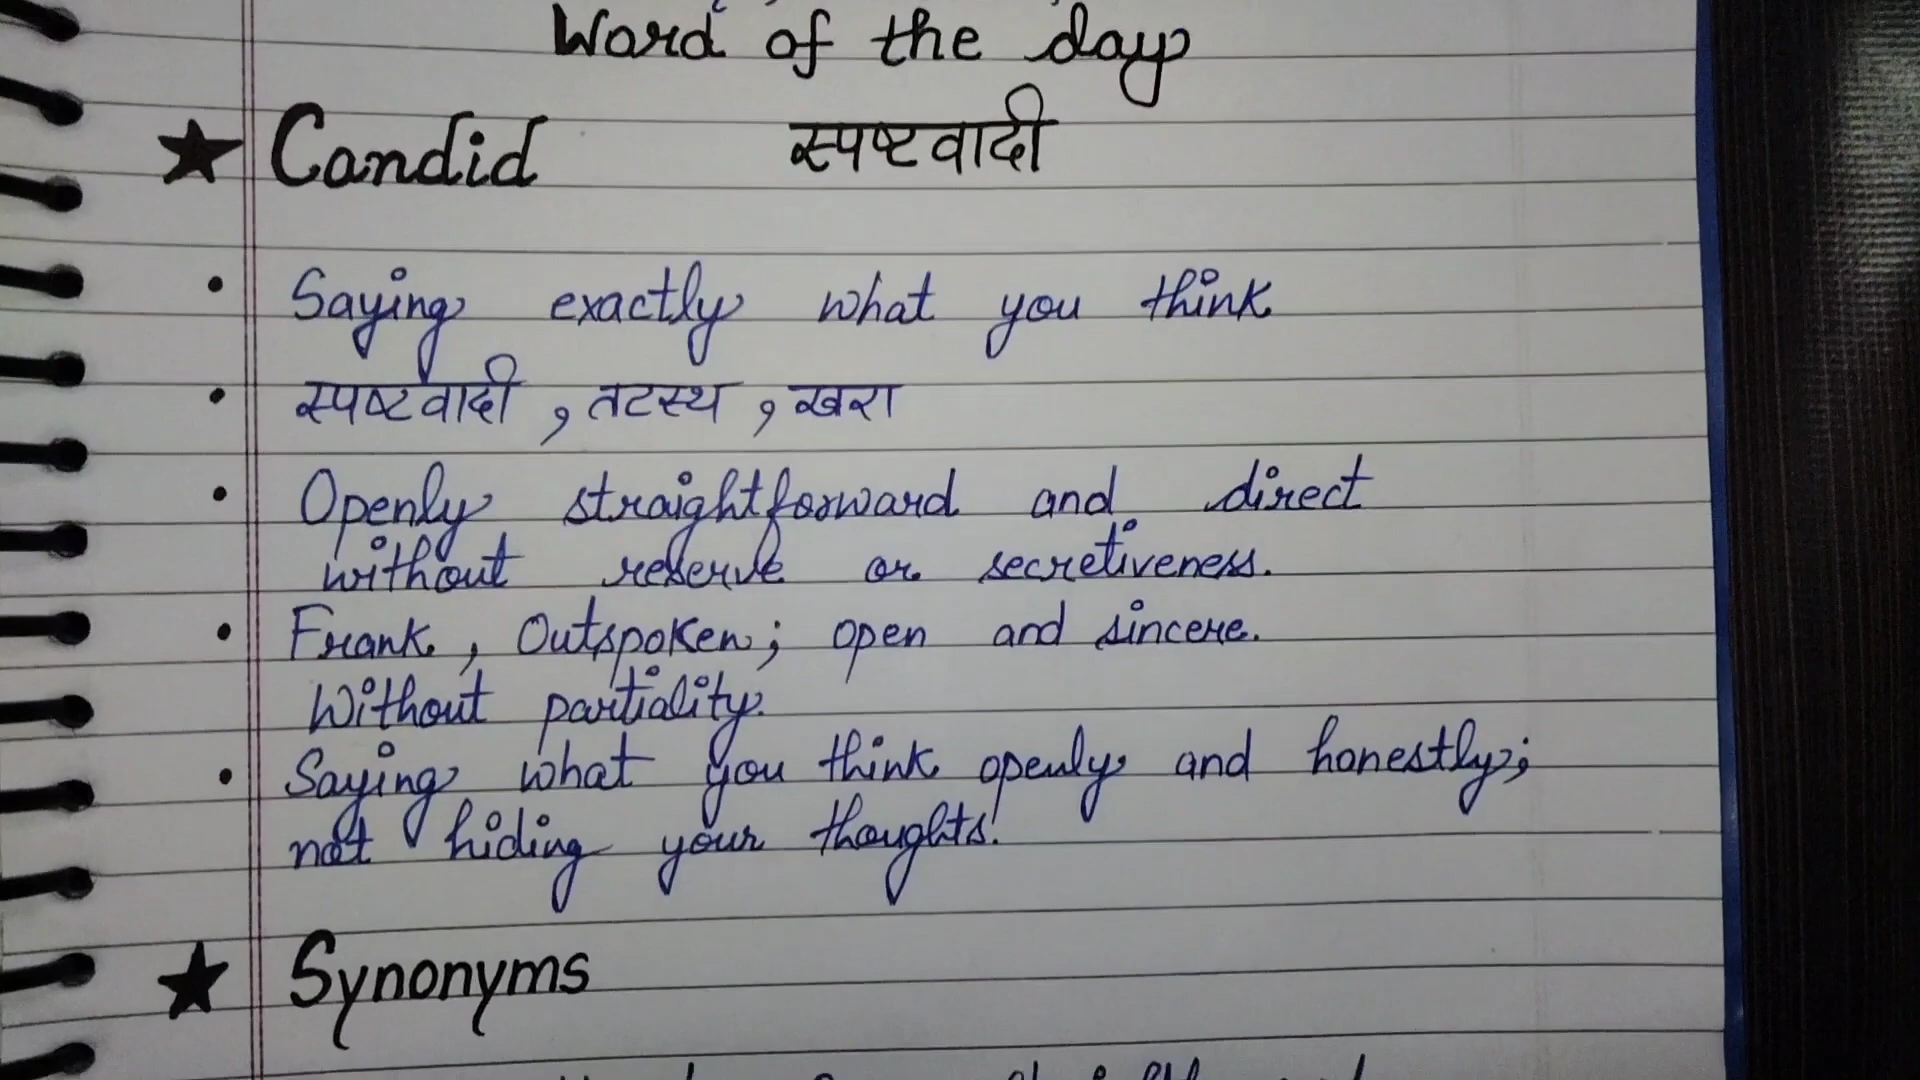 Word of the day
★ Candid स्पष्टवादी
• Saying exactly what you think
• स्पष्टवादी , तटस्थ , खरा
• Openly straightforward and direct
without reserve or secretiveness.
• Frank, Outspoken; open and sincere.
Without partiality.
• Saying what you think openly and honestly;
not hiding your thoughts.
★ Synonyms